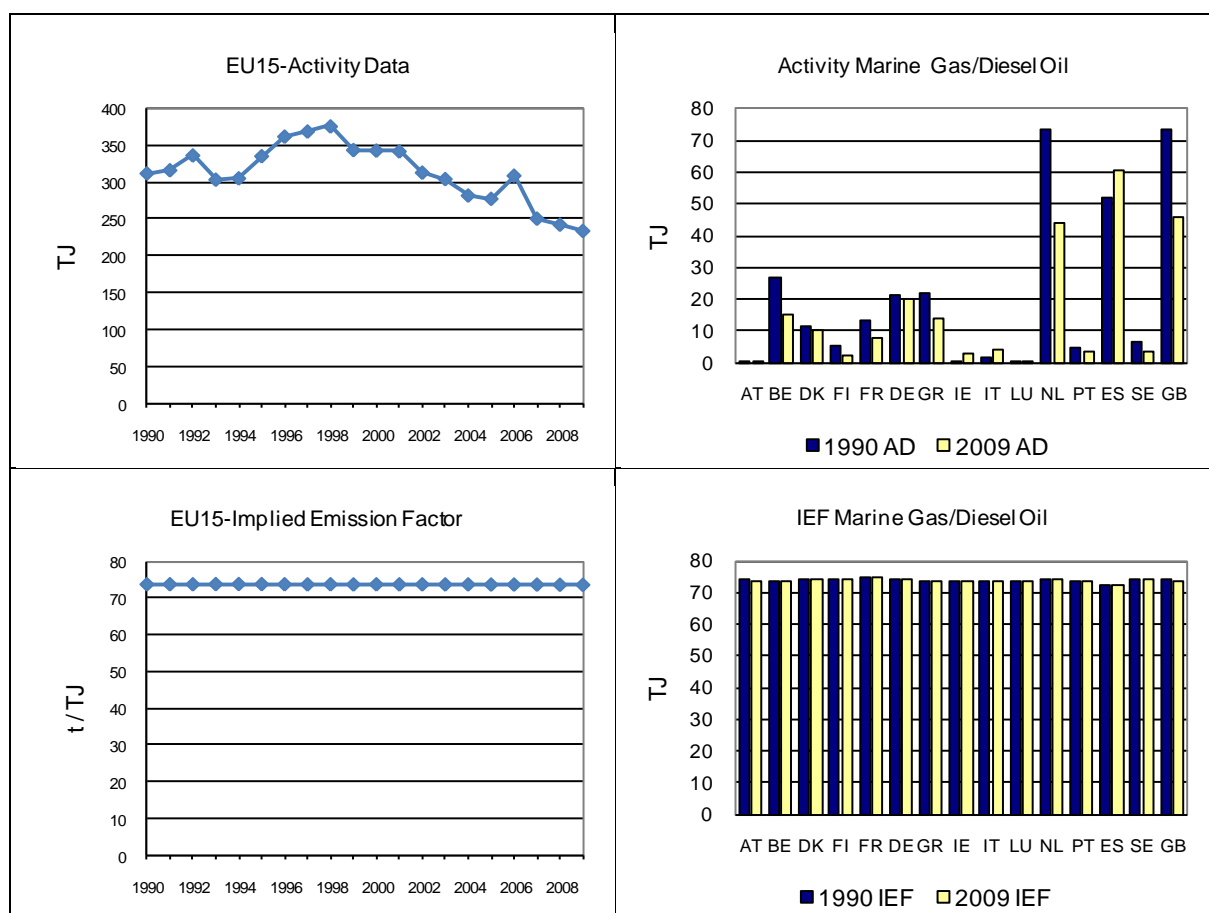 EU15-Activity Data
400
350
300
250
200
150
100
50
0
TJ
1990 1992 1994 1996 1998 2000 2002 2004 2006 2008
Activity Marine Gas/Diesel Oil
80
70
60
50
40
30
20
10
0
TJ
AT BE DK FI FR DE GR IE IT LU NL PT ES SE GB
1990 AD 2009 AD
EU15-Implied Emission Factor
80
70
60
50
40
30
20
10
0
t / TJ
1990 1992 1994 1996 1998 2000 2002 2004 2006 2008
IEF Marine Gas/Diesel Oil
80
70
60
50
40
30
20
10
0
TJ
AT BE DK FI FR DE GR IE IT LU NL PT ES SE GB
1990 IEF 2009 IEF